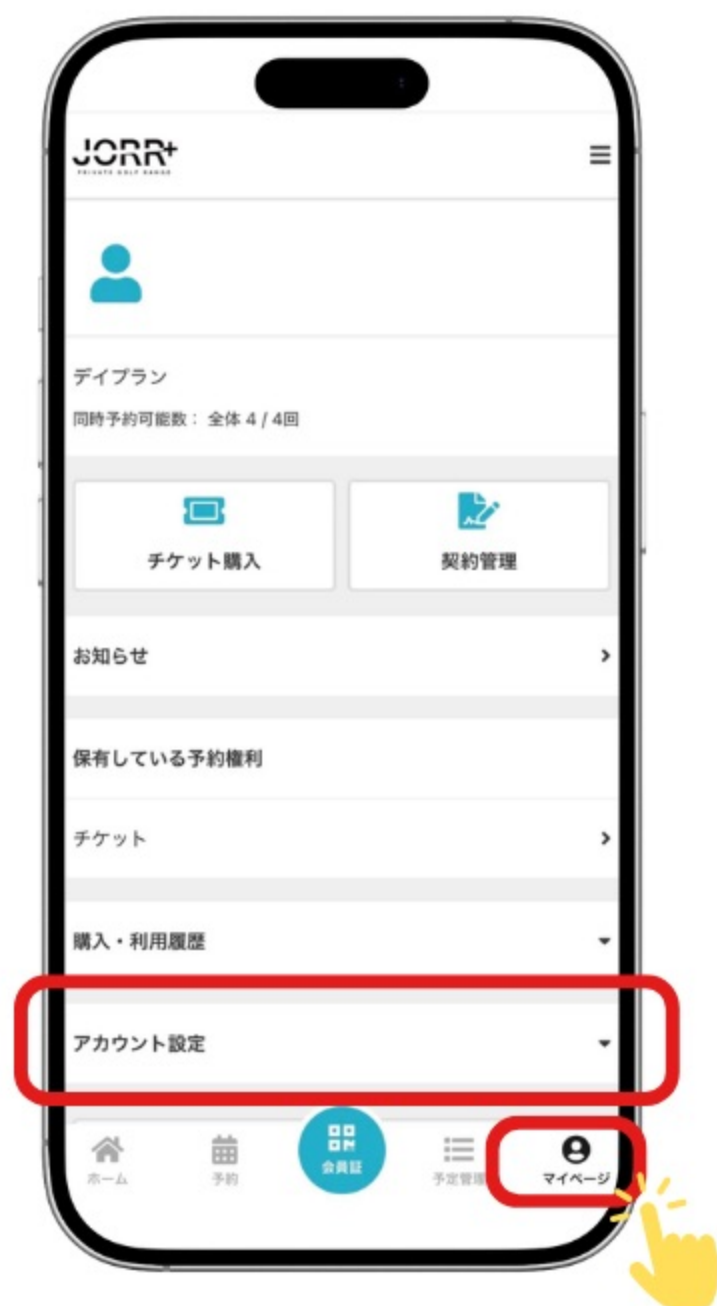 JORR+
PRIVATE GOLF RANGE
デイプラン
同時予約可能数： 全体 4 / 4回
チケット購入
契約管理
お知らせ
保有している予約権利
チケット
購入・利用履歴
アカウント設定
ホーム
予約
会員証
予定管理
マイページ